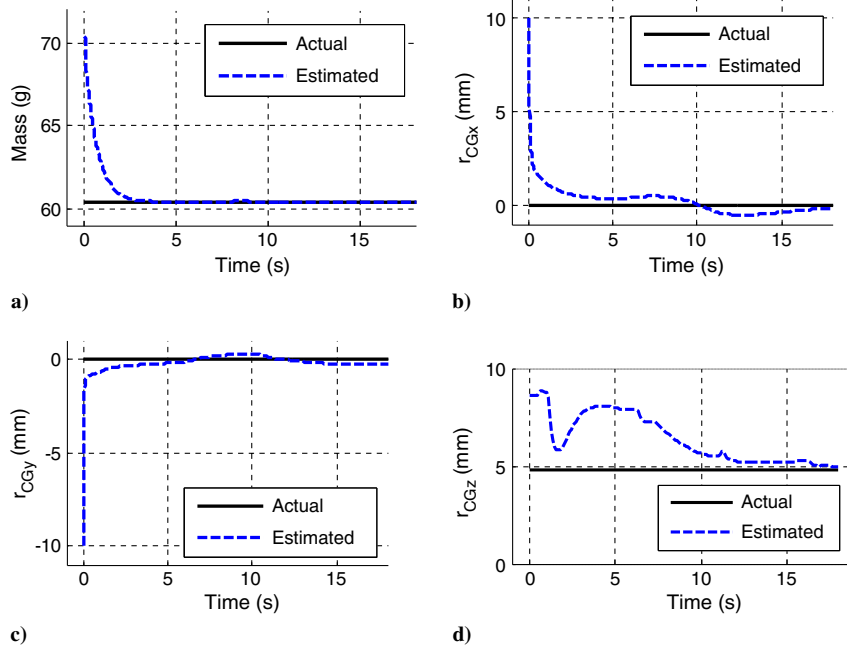 70
65
60
Mass (g)
Actual
Estimated
0
5
10
15
Time (s)
a)
10
5
0
rCGx (mm)
Actual
Estimated
0
5
10
15
Time (s)
b)
0
-5
-10
rCGy (mm)
Actual
Estimated
0
5
10
15
Time (s)
c)
10
5
0
rCGz (mm)
Actual
Estimated
0
5
10
15
Time (s)
d)